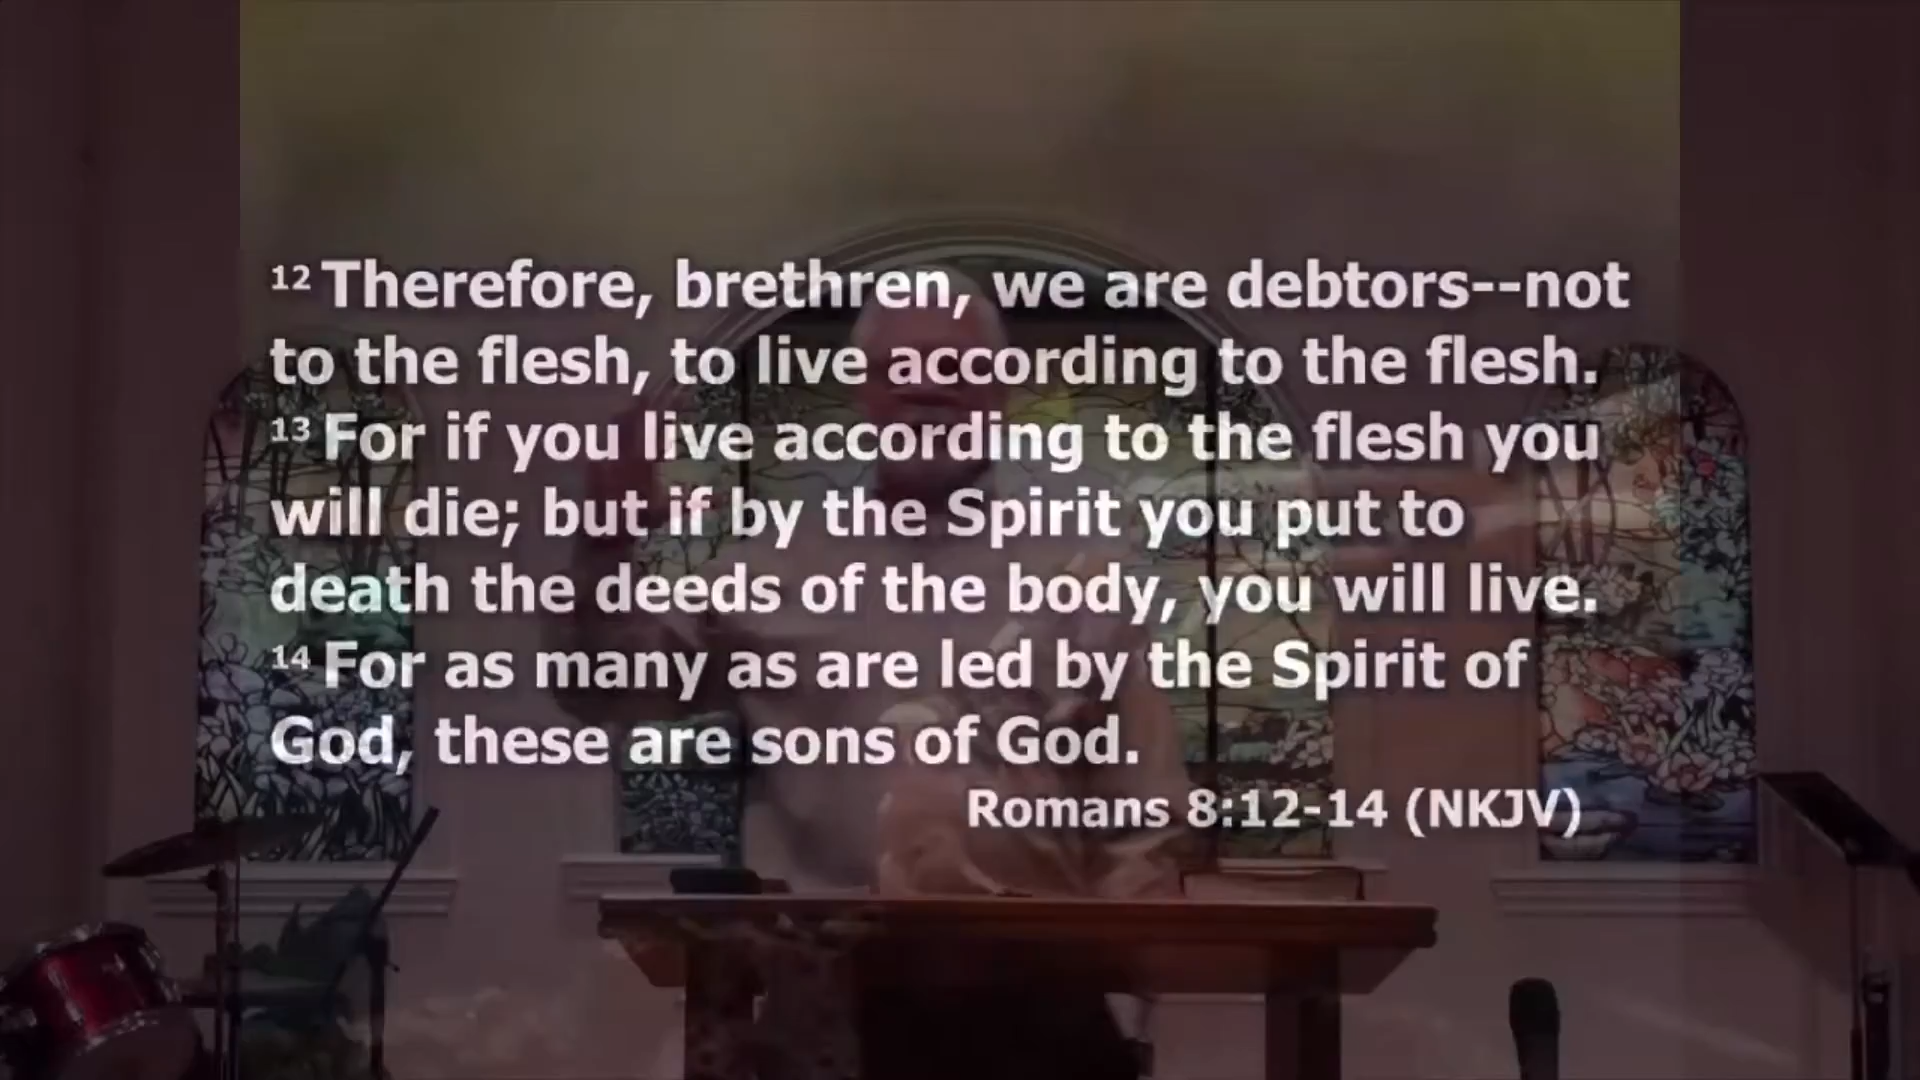 12 Therefore, brethren, we are debtors--not
to the flesh, to live according to the flesh.
13 For if you live according to the flesh you
will die; but if by the Spirit you put to
death the deeds of the body, you will live.
14 For as many as are led by the Spirit of
God, these are sons of God.
Romans 8:12-14 (NKJV)